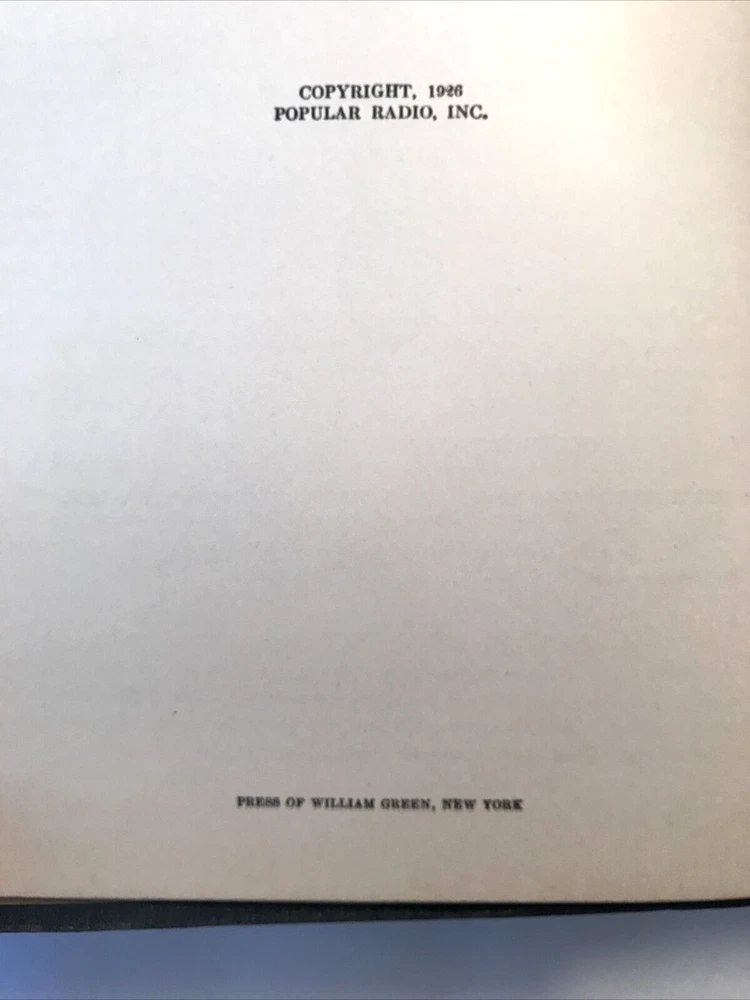 COPYRIGHT, 1926
POPULAR RADIO, INC.
PRESS OF WILLIAM GREEN, NEW YORK